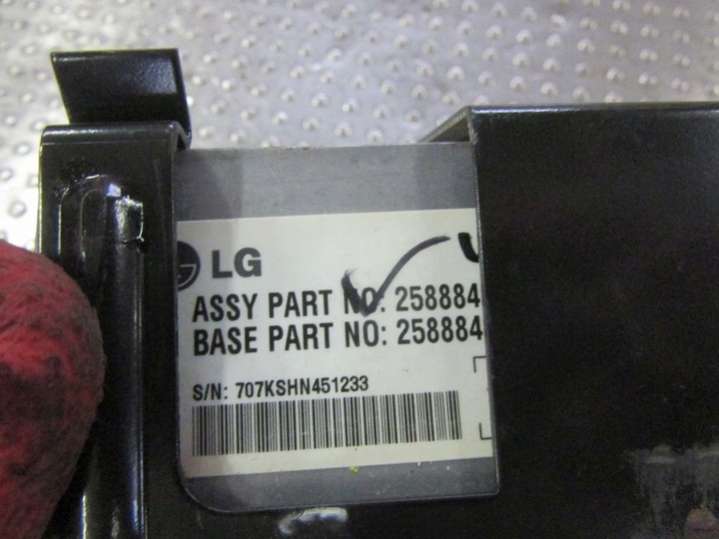 LG
ASSY PART NO: 258884
BASE PART NO: 258884
S/N: 707KSHN451233